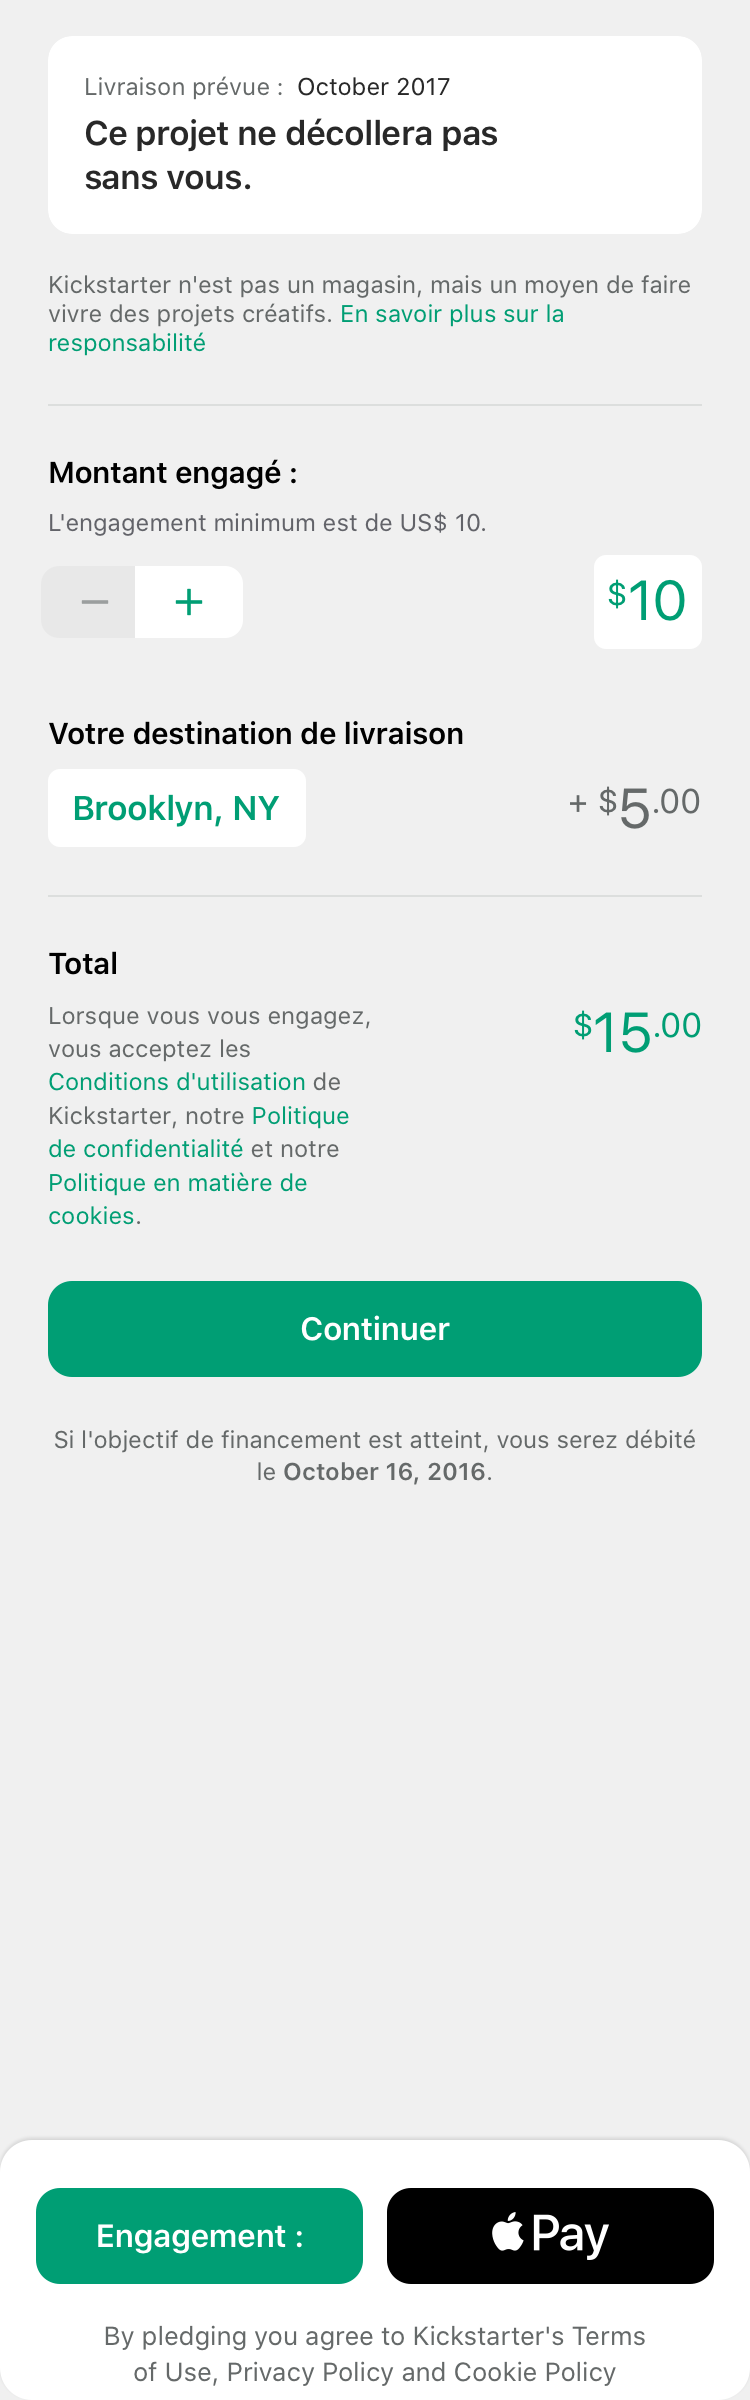 Livraison prévue : October 2017
Ce projet ne décollera pas
sans vous.
Kickstarter n'est pas un magasin, mais un moyen de faire
vivre des projets créatifs. En savoir plus sur la
responsabilité
Montant engagé :
L'engagement minimum est de US$ 10.
− +
$10
Votre destination de livraison
Brooklyn, NY
+ $5.00
Total
Lorsque vous vous engagez,
vous acceptez les
Conditions d'utilisation de
Kickstarter, notre Politique
de confidentialité et notre
Politique en matière de
cookies.
$15.00
Continuer
Si l'objectif de financement est atteint, vous serez débité
le October 16, 2016.
Engagement :
Pay
By pledging you agree to Kickstarter's Terms
of Use, Privacy Policy and Cookie Policy